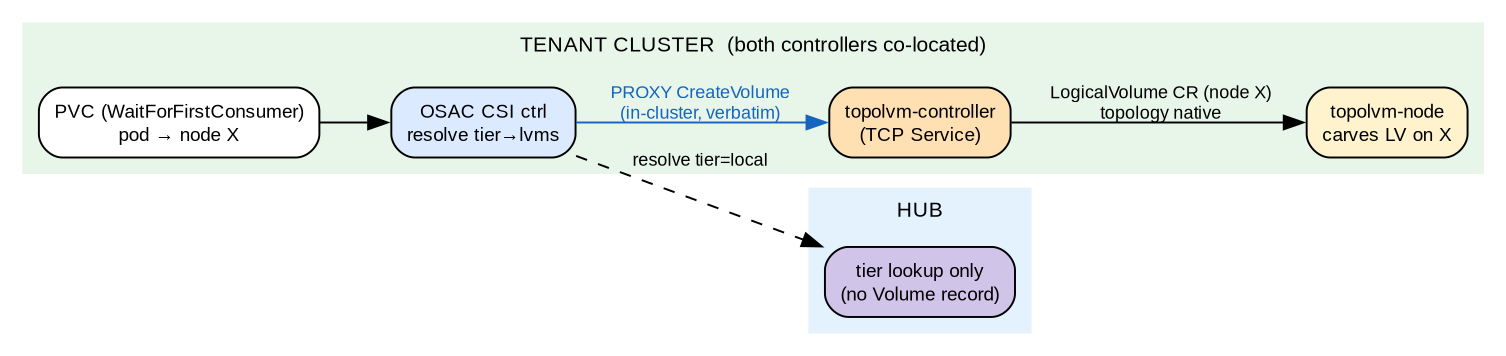 TENANT CLUSTER  (both controllers co-located)
PVC (WaitForFirstConsumer)
pod → node X
OSAC CSI ctrl
resolve tier→lvms
PROXY CreateVolume
(in-cluster, verbatim)
topolvm-controller
(TCP Service)
LogicalVolume CR (node X)
topology native
topolvm-node
carves LV on X
resolve tier=local
HUB
tier lookup only
(no Volume record)